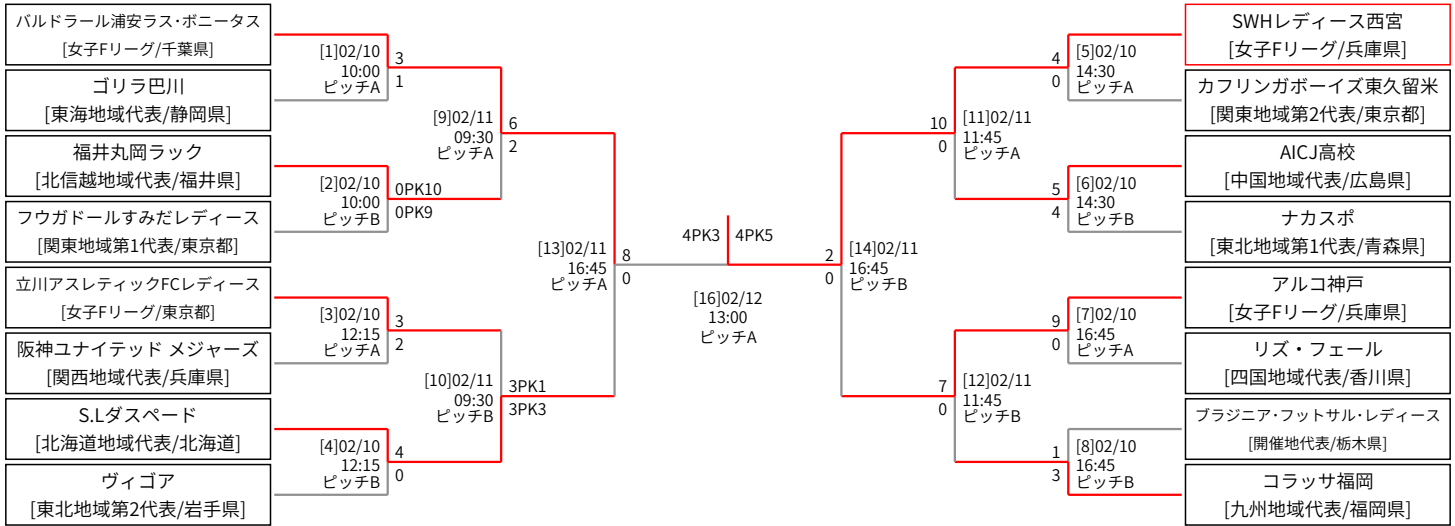 バルドラール浦安ラス･ボニータス
[女子Fリーグ/千葉県]
ゴリラ巴川
[東海地域代表/静岡県]
福井丸岡ラック
[北信越地域代表/福井県]
フウガドールすみだレディース
[関東地域第1代表/東京都]
立川アスレティックFCレディース
[女子Fリーグ/東京都]
阪神ユナイテッド メジャーズ
[関西地域代表/兵庫県]
S.Lダスペード
[北海道地域代表/北海道]
ヴィゴア
[東北地域第2代表/岩手県]
[1]02/10
10:00
ピッチA
3
1
[2]02/10
10:00
ピッチB
0PK10
0PK9
[3]02/10
12:15
ピッチA
3
2
[4]02/10
12:15
ピッチB
4
0
[9]02/11
09:30
ピッチA
6
2
[10]02/11
09:30
ピッチB
3PK1
3PK3
[13]02/11
16:45
ピッチA
8
0
4PK3
4PK5
[16]02/12
13:00
ピッチA
2
0
[14]02/11
16:45
ピッチB
10
0
[11]02/11
11:45
ピッチA
7
0
[12]02/11
11:45
ピッチB
4
0
[5]02/10
14:30
ピッチA
5
4
[6]02/10
14:30
ピッチB
9
0
[7]02/10
16:45
ピッチA
1
3
[8]02/10
16:45
ピッチB
SWHレディース西宮
[女子Fリーグ/兵庫県]
カフリンガボーイズ東久留米
[関東地域第2代表/東京都]
AICJ高校
[中国地域代表/広島県]
ナカスポ
[東北地域第1代表/青森県]
アルコ神戸
[女子Fリーグ/兵庫県]
リズ・フェール
[四国地域代表/香川県]
ブラジニア･フットサル･レディース
[開催地代表/栃木県]
コラッサ福岡
[九州地域代表/福岡県]